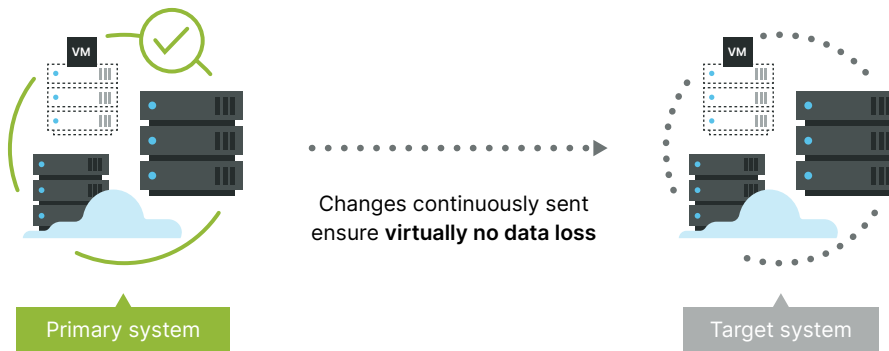 VM
VM
Changes continuously sent
ensure virtually no data loss
Primary system
Target system